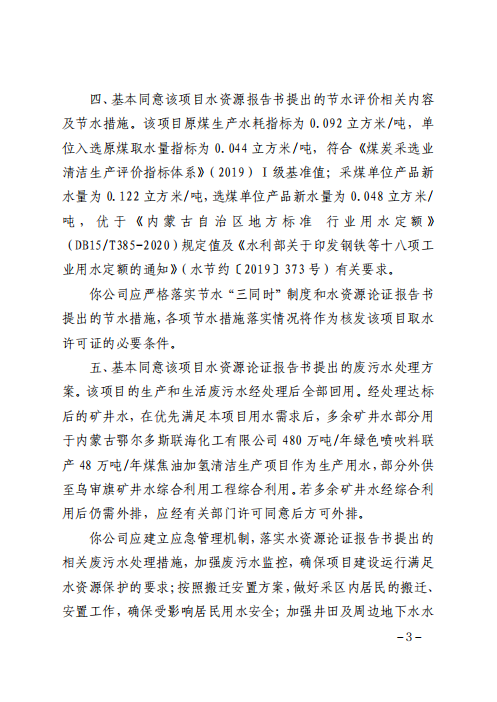 四、基本同意该项目水资源报告书提出的节水评价相关内容
及节水措施。该项目原煤生产水耗指标为0.092立方米/吨，单
位入选原煤取水量指标为0.044立方米/吨，符合《煤炭采选业
清洁生产评价指标体系》（2019）Ⅰ级基准值；采煤单位产品新
水量为0.122立方米/吨，选煤单位产品新水量为0.048立方米/
吨，优于《内蒙古自治区地方标准 行业用水定额》
（DB15/T385-2020）规定值及《水利部关于印发钢铁等十八项工
业用水定额的通知》（水节约〔2019〕373号）有关要求。
你公司应严格落实节水“三同时”制度和水资源论证报告书
提出的节水措施，各项节水措施落实情况将作为核发该项目取水
许可证的必要条件。
五、基本同意该项目水资源论证报告书提出的废污水处理方
案。该项目的生产和生活废污水经处理后全部回用。经处理达标
后的矿井水，在优先满足本项目用水需求后，多余矿井水部分用
于内蒙古鄂尔多斯联海化工有限公司480万吨/年绿色喷吹料联
产48万吨/年煤焦油加氢清洁生产项目作为生产用水，部分外供
至乌审旗矿井水综合利用工程综合利用。若多余矿井水经综合利
用后仍需外排，应经有关部门许可同意后方可外排。
你公司应建立应急管理机制，落实水资源论证报告书提出的
相关废污水处理措施，加强废污水监控，确保项目建设运行满足
水资源保护的要求；按照搬迁安置方案，做好采区内居民的搬迁、
安置工作，确保受影响居民用水安全；加强井田及周边地下水水
-3-